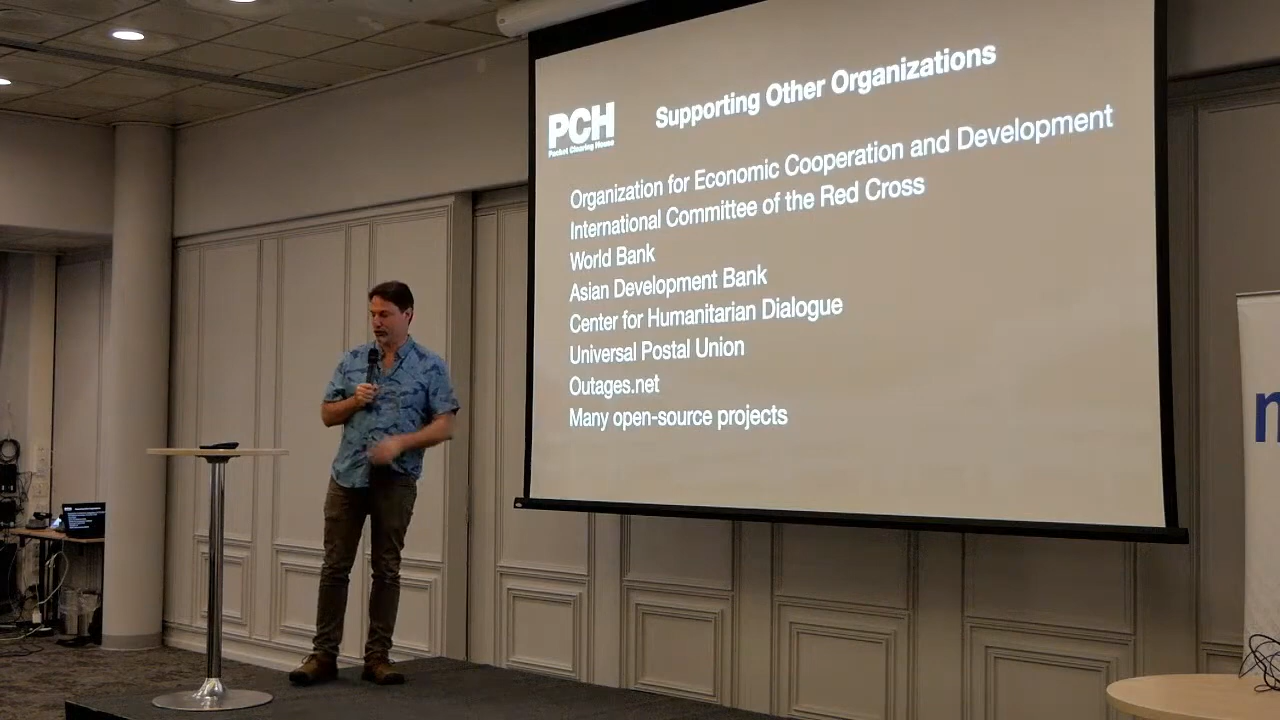 Supporting Other Organizations
PCH
Packet Clearing House
Organization for Economic Cooperation and Development
International Committee of the Red Cross
World Bank
Asian Development Bank
Center for Humanitarian Dialogue
Universal Postal Union
Outages.net
Many open-source projects